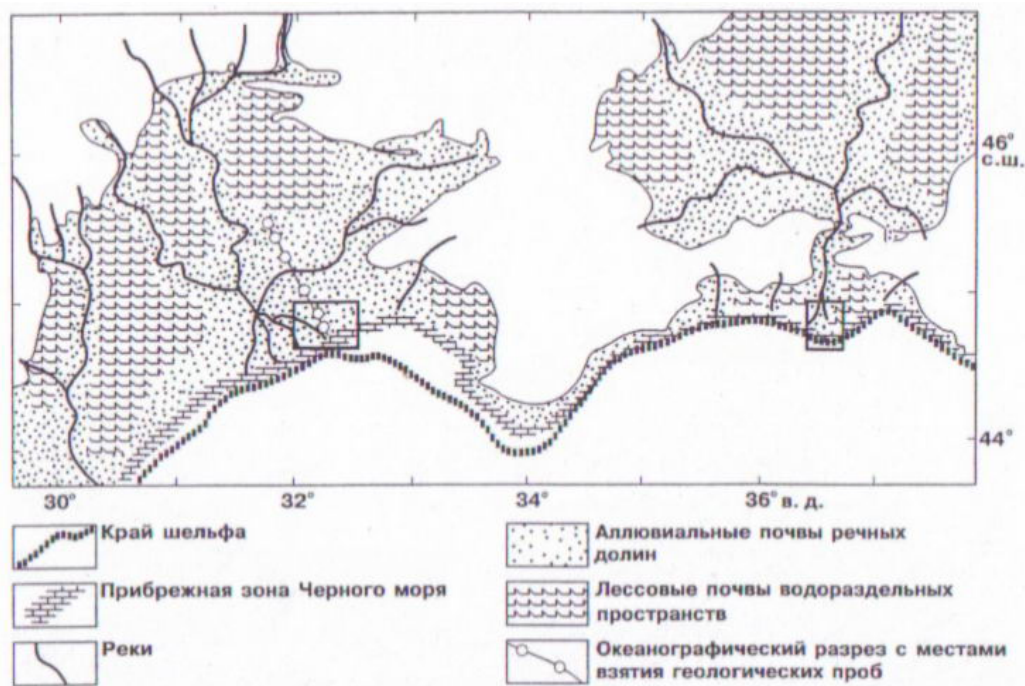 46°
с.ш.
44°
30°
32°
34°
36° в. д.
Край шельфа
Прибрежная зона Черного моря
Реки
Аллювиальные почвы речных
долин
Лессовые почвы водораздельных
пространств
Океанографический разрез с местами
взятия геологических проб